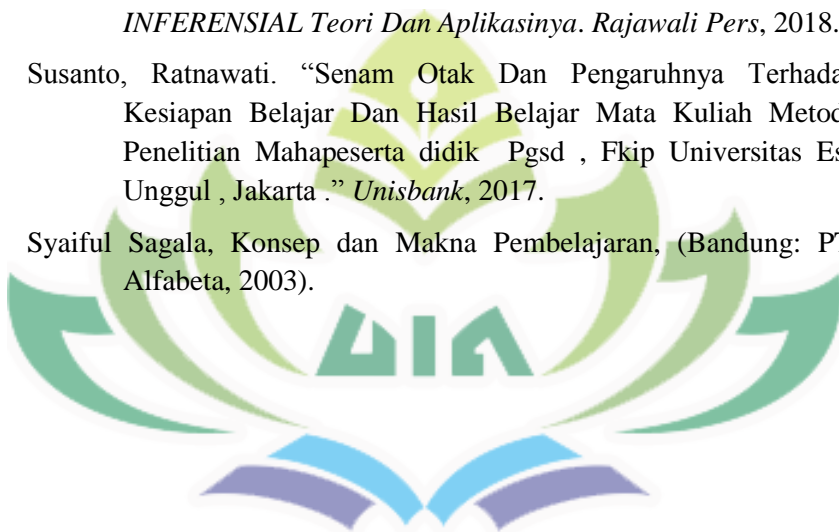 INFERENSIAL Teori Dan Aplikasinya. Rajawali Pers, 2018.
Susanto, Ratnawati. “Senam Otak Dan Pengaruhnya Terhada
Kesiapan Belajar Dan Hasil Belajar Mata Kuliah Metod
Penelitian Mahapeserta didik Pgsd , Fkip Universitas Es
Unggul , Jakarta .” Unisbank, 2017.
Syaiful Sagala, Konsep dan Makna Pembelajaran, (Bandung: PT
Alfabeta, 2003).
UIN